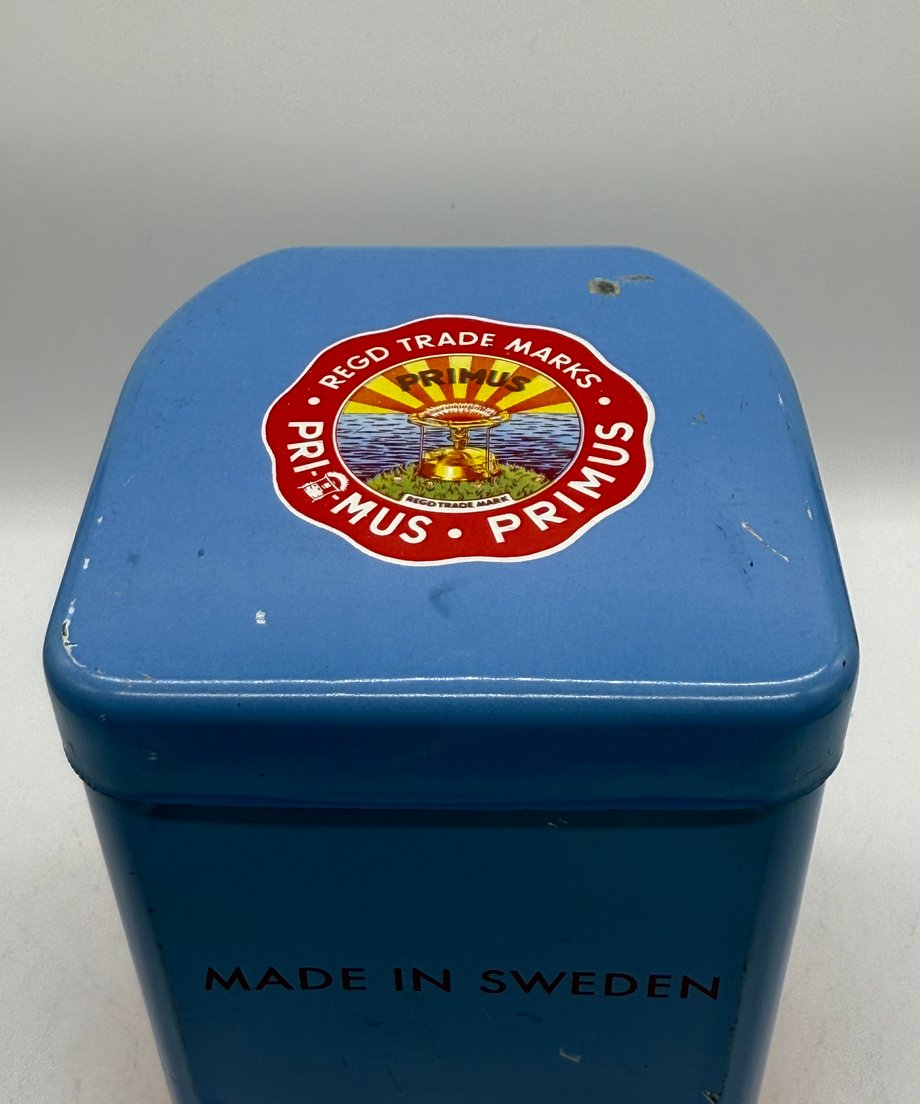 REGD TRADE MARKS
PRIMUS
REGD TRADE MARK
PRI-MUS • PRIMUS
MADE IN SWEDEN